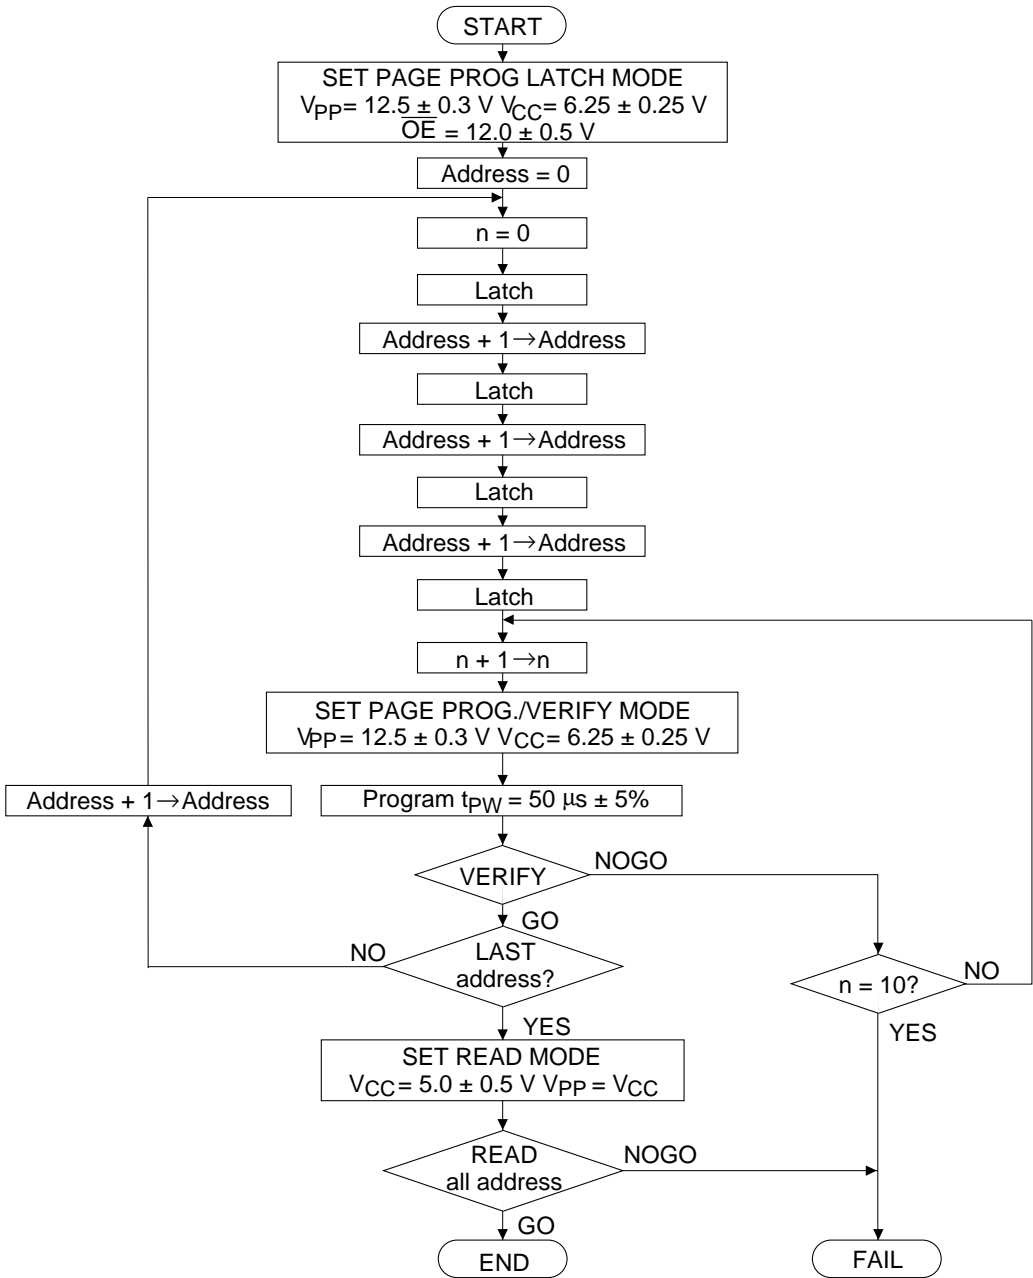 START
SET PAGE PROG LATCH MODE
VPP = 12.5 ± 0.3 V VCC = 6.25 ± 0.25 V
O̅E̅ = 12.0 ± 0.5 V
Address = 0
n = 0
Latch
Address + 1→Address
Latch
Address + 1→Address
Latch
Address + 1→Address
Latch
n + 1→n
SET PAGE PROG./VERIFY MODE
VPP = 12.5 ± 0.3 V VCC = 6.25 ± 0.25 V
Address + 1→Address
Program tPW = 50 μs ± 5%
VERIFY
NOGO
GO
NO
LAST
address?
n = 10?
NO
YES
YES
SET READ MODE
VCC = 5.0 ± 0.5 V VPP = VCC
READ
all address
NOGO
GO
END
FAIL